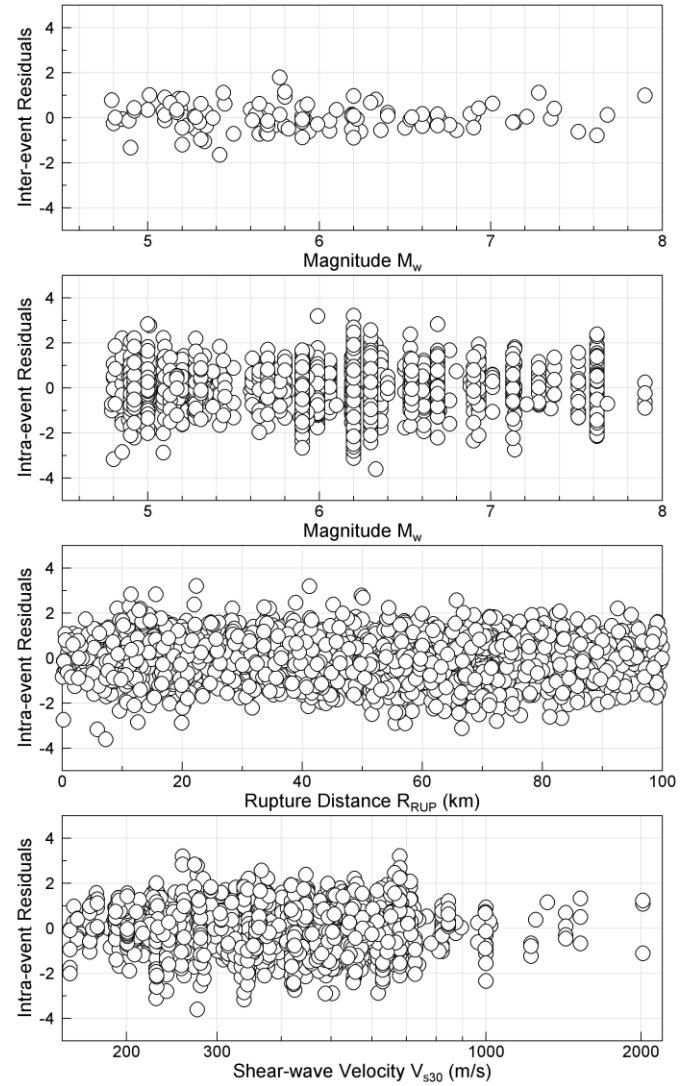 4
2
0
-2
-4
Inter-event Residuals
5 6 7 8
Magnitude Mw
4
2
0
-2
-4
Intra-event Residuals
5 6 7 8
Magnitude Mw
4
2
0
-2
-4
Intra-event Residuals
0 20 40 60 80 100
Rupture Distance RRUP (km)
4
2
0
-2
-4
Intra-event Residuals
200 300 400 1000 2000
Shear-wave Velocity Vs30 (m/s)